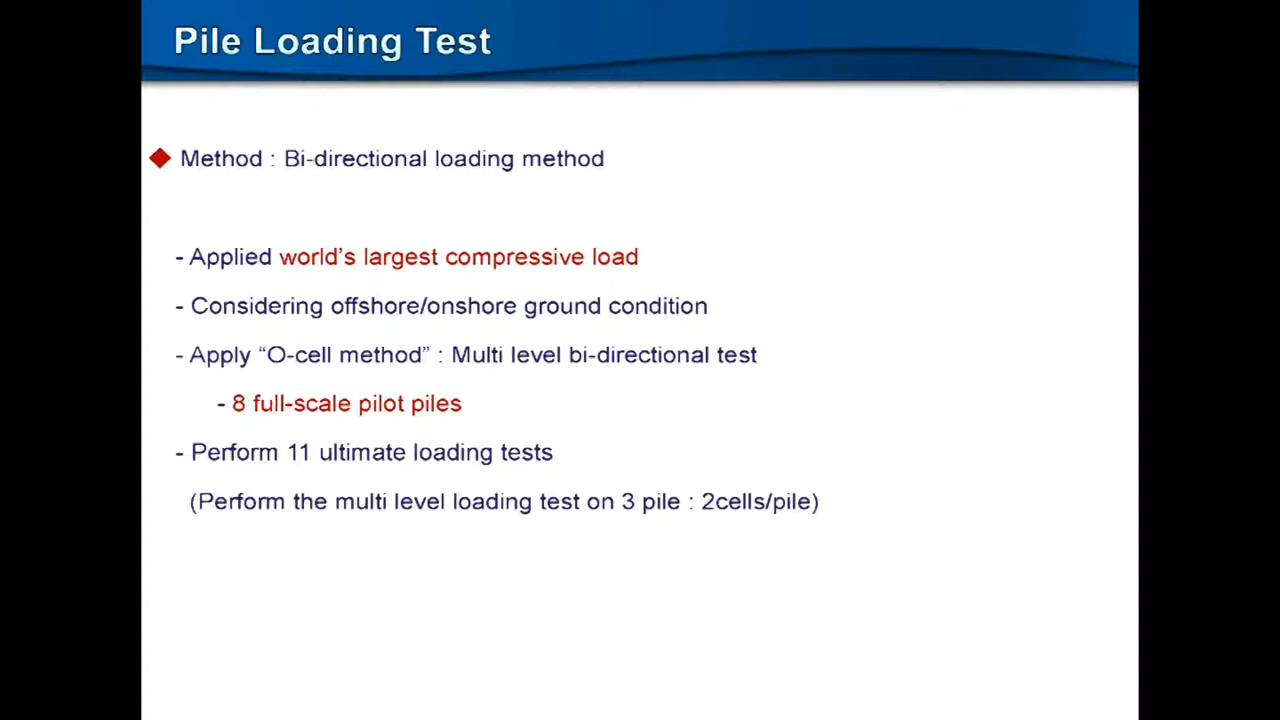 Pile Loading Test
Method : Bi-directional loading method
- Applied world's largest compressive load
- Considering offshore/onshore ground condition
- Apply “O-cell method” : Multi level bi-directional test
- 8 full-scale pilot piles
- Perform 11 ultimate loading tests
(Perform the multi level loading test on 3 pile : 2cells/pile)